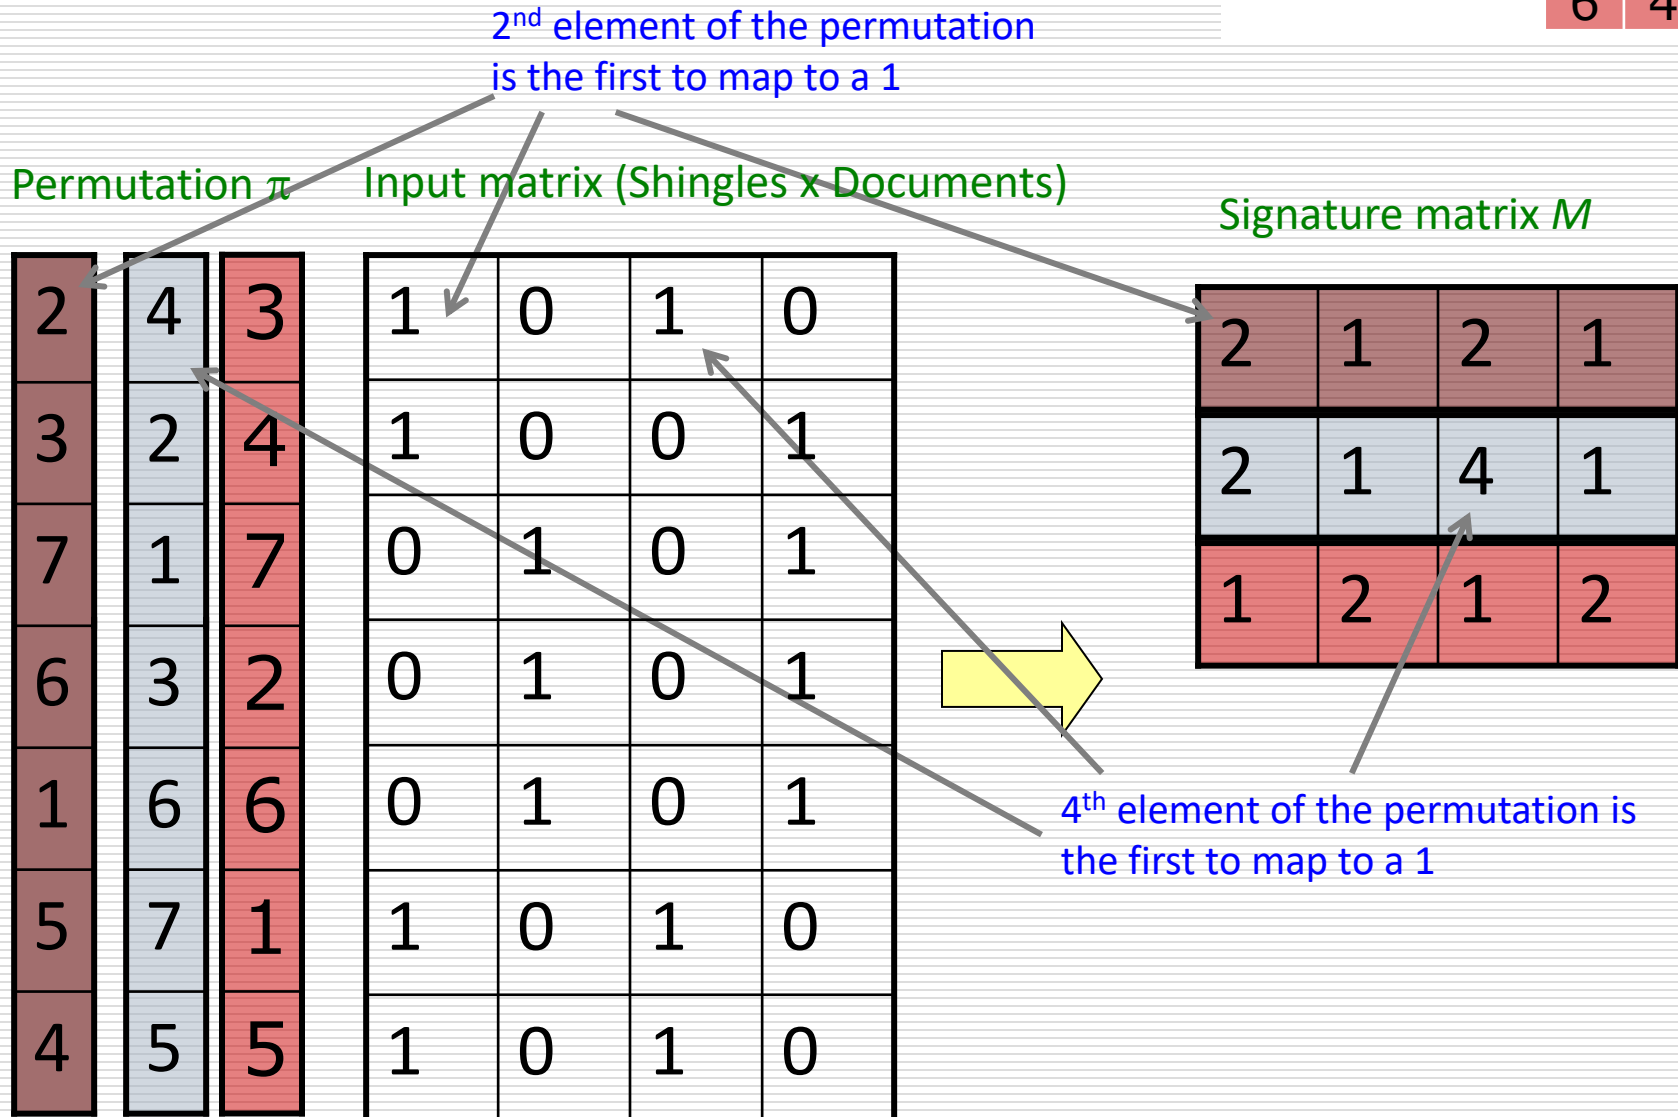 6 4
2nd element of the permutation
is the first to map to a 1
Permutation π
Input matrix (Shingles x Documents)
Signature matrix M
2 4 3 1 0 1 0
3 2 4 1 0 0 1
7 1 7 0 1 0 1
6 3 2 0 1 0 1
1 6 6 0 1 0 1
5 7 1 1 0 1 0
4 5 5 1 0 1 0
2 1 2 1
2 1 4 1
1 2 1 2
4th element of the permutation is
the first to map to a 1